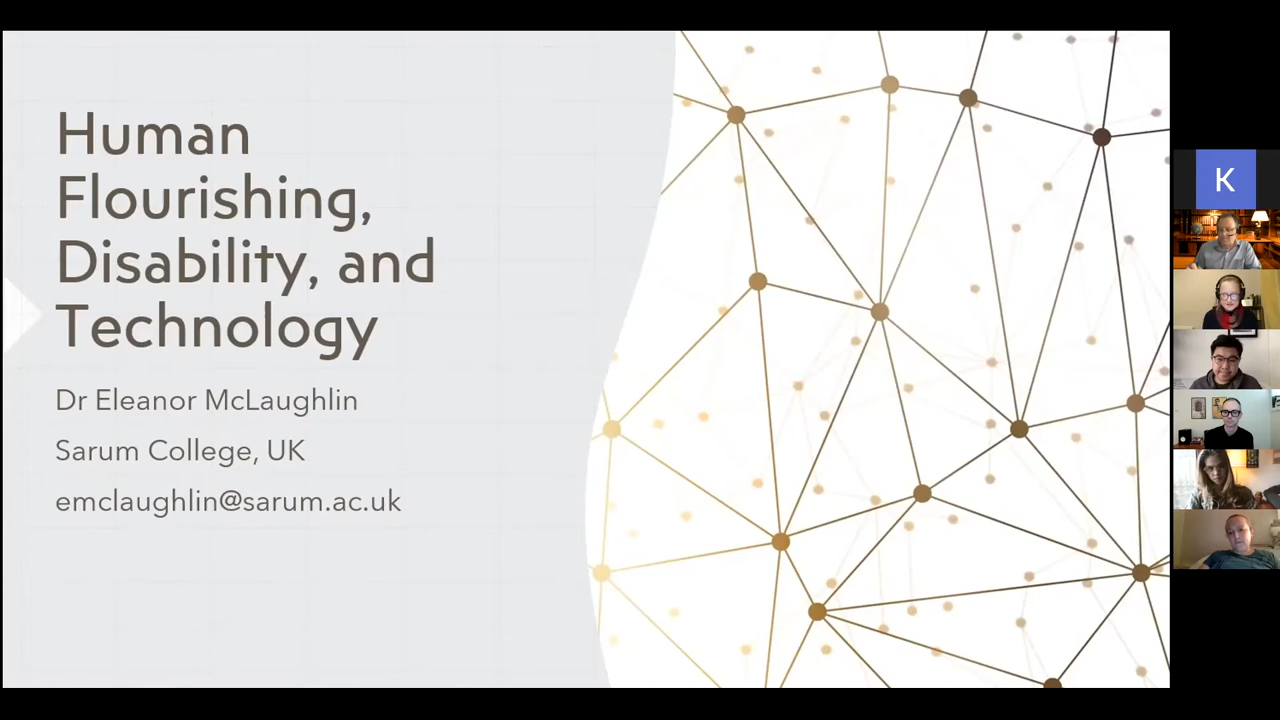 Human
Flourishing,
Disability, and
Technology
Dr Eleanor McLaughlin
Sarum College, UK
emclaughlin@sarum.ac.uk
K